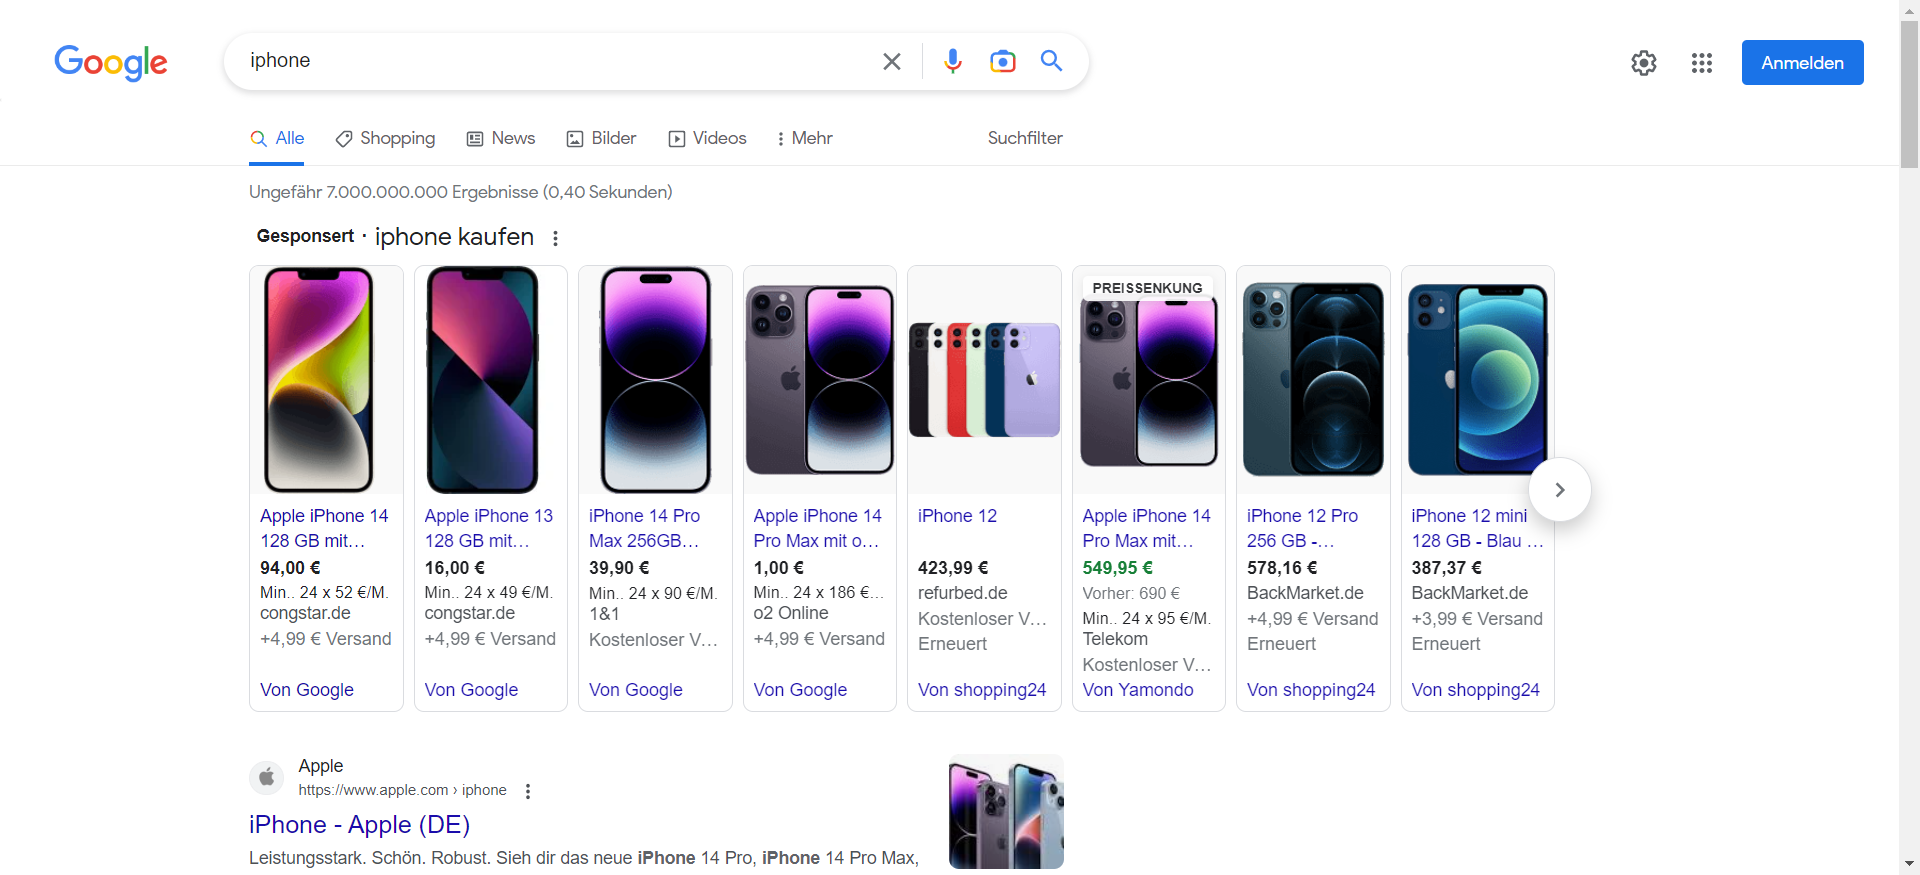 Google
iphone
Anmelden
Alle
Shopping
News
Bilder
Videos
Mehr
Suchfilter
Ungefähr 7.000.000.000 Ergebnisse (0,40 Sekunden)
Gesponsert · iphone kaufen
Apple iPhone 14
128 GB mit...
94,00 €
Min.. 24 x 52 €/M.
congstar.de
+4,99 € Versand
Von Google
Apple iPhone 13
128 GB mit...
16,00 €
Min.. 24 x 49 €/M.
congstar.de
+4,99 € Versand
Von Google
iPhone 14 Pro
Max 256GB...
39,90 €
Min.. 24 x 90 €/M.
1&1
Kostenloser V...
Von Google
Apple iPhone 14
Pro Max mit o...
1,00 €
Min.. 24 x 186 €...
o2 Online
+4,99 € Versand
Von Google
iPhone 12
423,99 €
refurbed.de
Kostenloser V...
Erneuert
Von shopping24
PREISSENKUNG
Apple iPhone 14
Pro Max mit...
549,95 €
Vorher: 690 €
Min.. 24 x 95 €/M.
Telekom
Kostenloser V...
Von Yamondo
iPhone 12 Pro
256 GB -...
578,16 €
BackMarket.de
+4,99 € Versand
Erneuert
Von shopping24
iPhone 12 mini
128 GB - Blau ...
387,37 €
BackMarket.de
+3,99 € Versand
Erneuert
Von shopping24
Apple
https://www.apple.com › iphone
iPhone - Apple (DE)
Leistungsstark. Schön. Robust. Sieh dir das neue iPhone 14 Pro, iPhone 14 Pro Max,